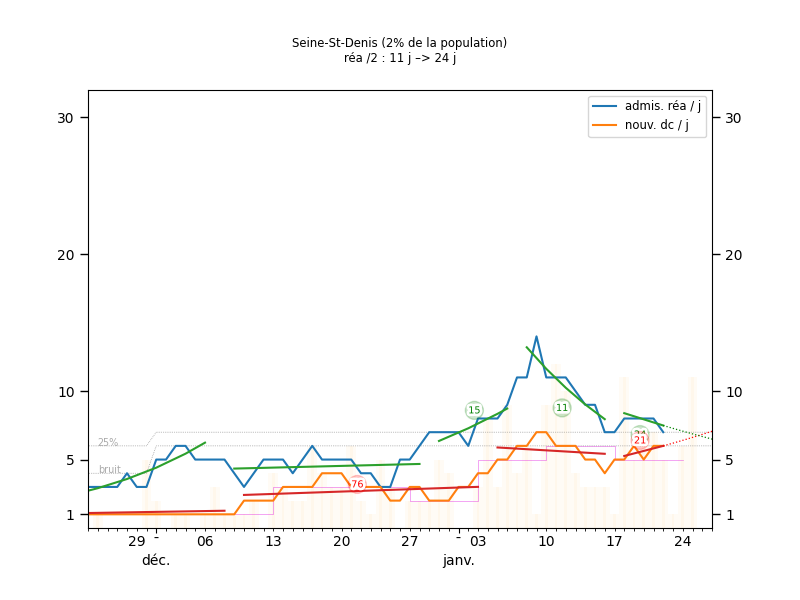 Seine-St-Denis (2% de la population)
réa /2 : 11 j –> 24 j
admis. réa / j
nouv. dc / j
30 30
20 20
10 10
5 5
1 1
25%
bruit
15
11
76
24
21
29 06 13 20 27 03 10 17 24
déc. janv.